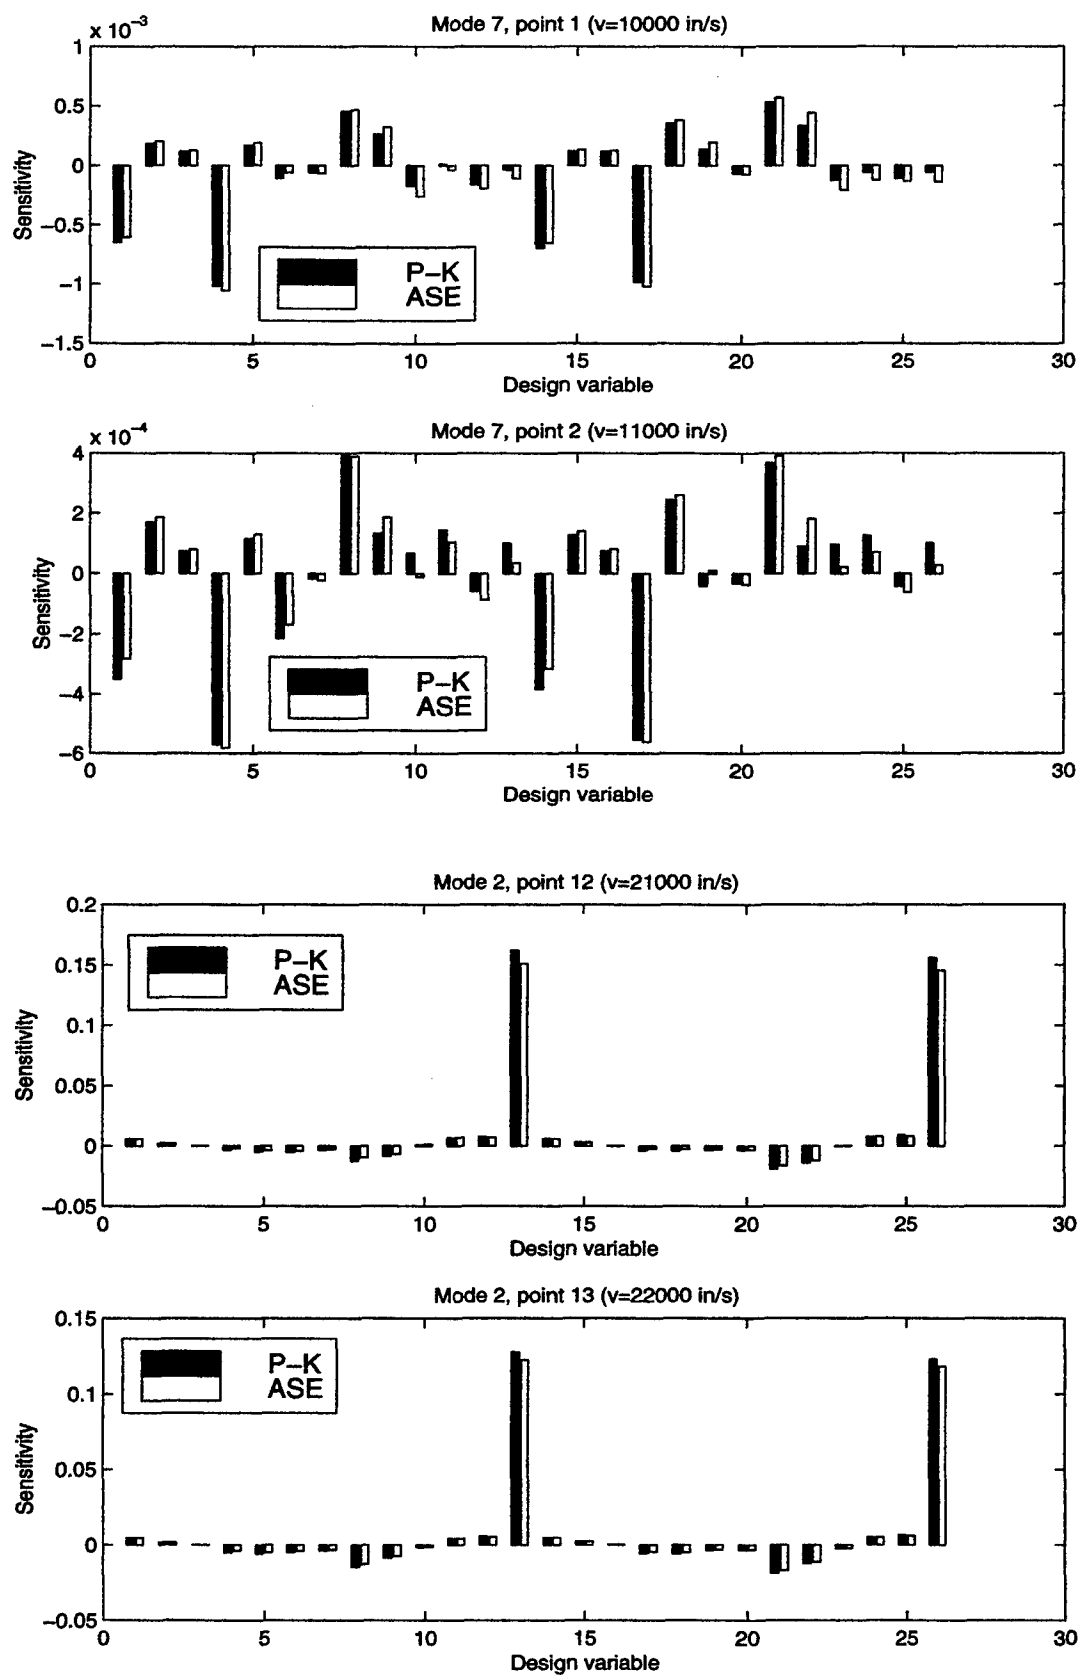 Mode 7, point 1 (v=10000 in/s)
x 10^-3
1
0.5
0
-0.5
-1
-1.5
Sensitivity
P-K
ASE
0 5 10 15 20 25 30
Design variable
Mode 7, point 2 (v=11000 in/s)
x 10^-4
4
2
0
-2
-4
-6
Sensitivity
P-K
ASE
0 5 10 15 20 25 30
Design variable
Mode 2, point 12 (v=21000 in/s)
0.2
0.15
0.1
0.05
0
-0.05
Sensitivity
P-K
ASE
0 5 10 15 20 25 30
Design variable
Mode 2, point 13 (v=22000 in/s)
0.15
0.1
0.05
0
-0.05
Sensitivity
P-K
ASE
0 5 10 15 20 25 30
Design variable